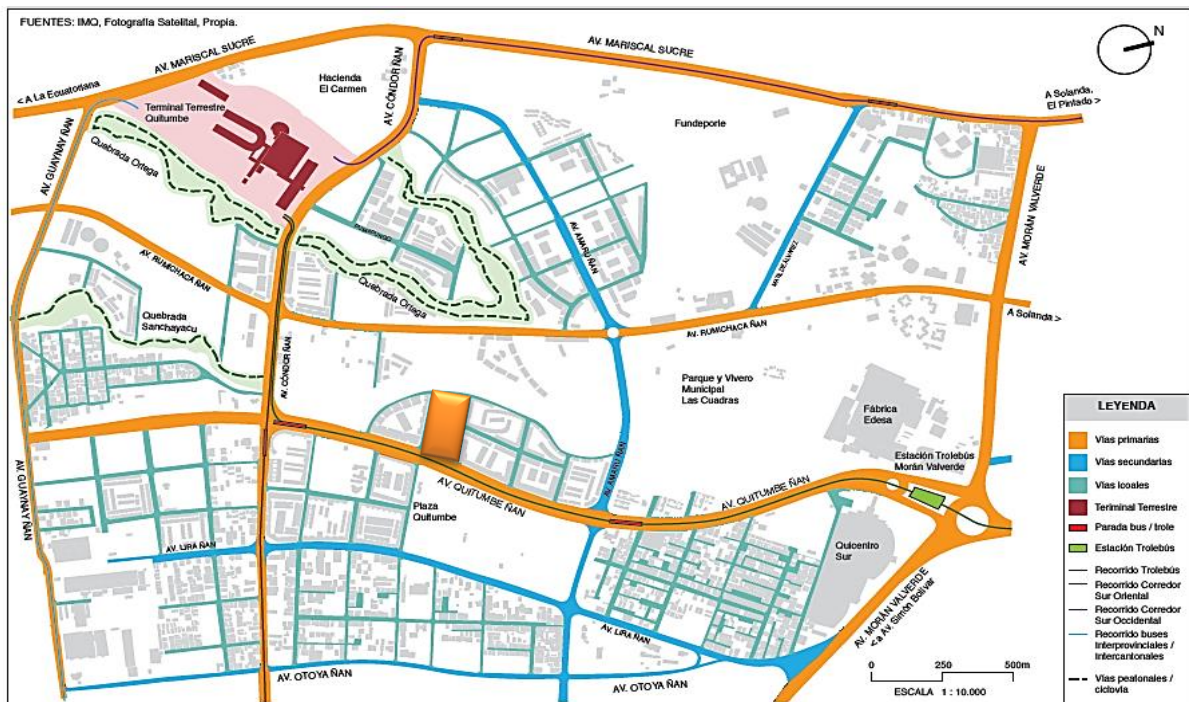 FUENTES: IMQ, Fotografía Satelital, Propia.
N
AV. MARISCAL SUCRE
AV. MARISCAL SUCRE
< A La Ecuatoriana
Hacienda
El Carmen
AV. CÓNDOR ÑAN
A Solanda,
El Pintado >
Terminal Terrestre
Quitumbe
Fundeporte
AV. GUAYNAY ÑAN
Quebrada Ortega
AV. MORÁN VALVERDE
AV. AMARU ÑAN
AV. RUMICHACA ÑAN
Quebrada Ortega
Quebrada
Sanchayacu
AV. RUMICHACA ÑAN
A Solanda >
AV. CÓNDOR ÑAN
Parque y Vivero
Municipal
Las Cuadras
Fábrica
Edesa
Estación Trolebús
Morán Valverde
AV. AMARU ÑAN
AV. QUITUMBE ÑAN
AV. QUITUMBE ÑAN
Plaza
Quitumbe
AV. GUAYNAY ÑAN
AV. LIRA ÑAN
Quicentro
Sur
AV. MORÁN VALVERDE
< a Av. Simón Bolívar
AV. LIRA ÑAN
AV. OTOYA ÑAN
AV. OTOYA ÑAN
0 250 500m
ESCALA 1 : 10.000
LEYENDA
Vías primarias
Vías secundarias
Vías locales
Teriminal Terrestre
Parada bus / trole
Estación Trolebús
Recorrido Trolebús
Recorrido Corredor
Sur Oriental
Recorrido Corredor
Sur Occidental
Recorrido buses
Interprovinciales /
Intercantonales
Vías peatonales /
ciclovía